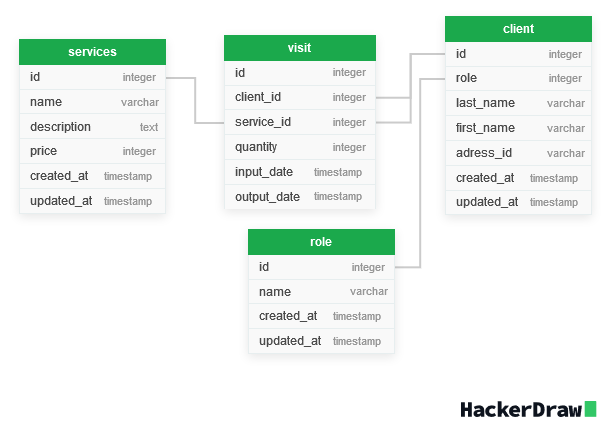 services
id integer
name varchar
description text
price integer
created_at timestamp
updated_at timestamp
visit
id integer
client_id integer
service_id integer
quantity integer
input_date timestamp
output_date timestamp
client
id integer
role integer
last_name varchar
first_name varchar
adress_id varchar
created_at timestamp
updated_at timestamp
role
id integer
name varchar
created_at timestamp
updated_at timestamp
HackerDraw